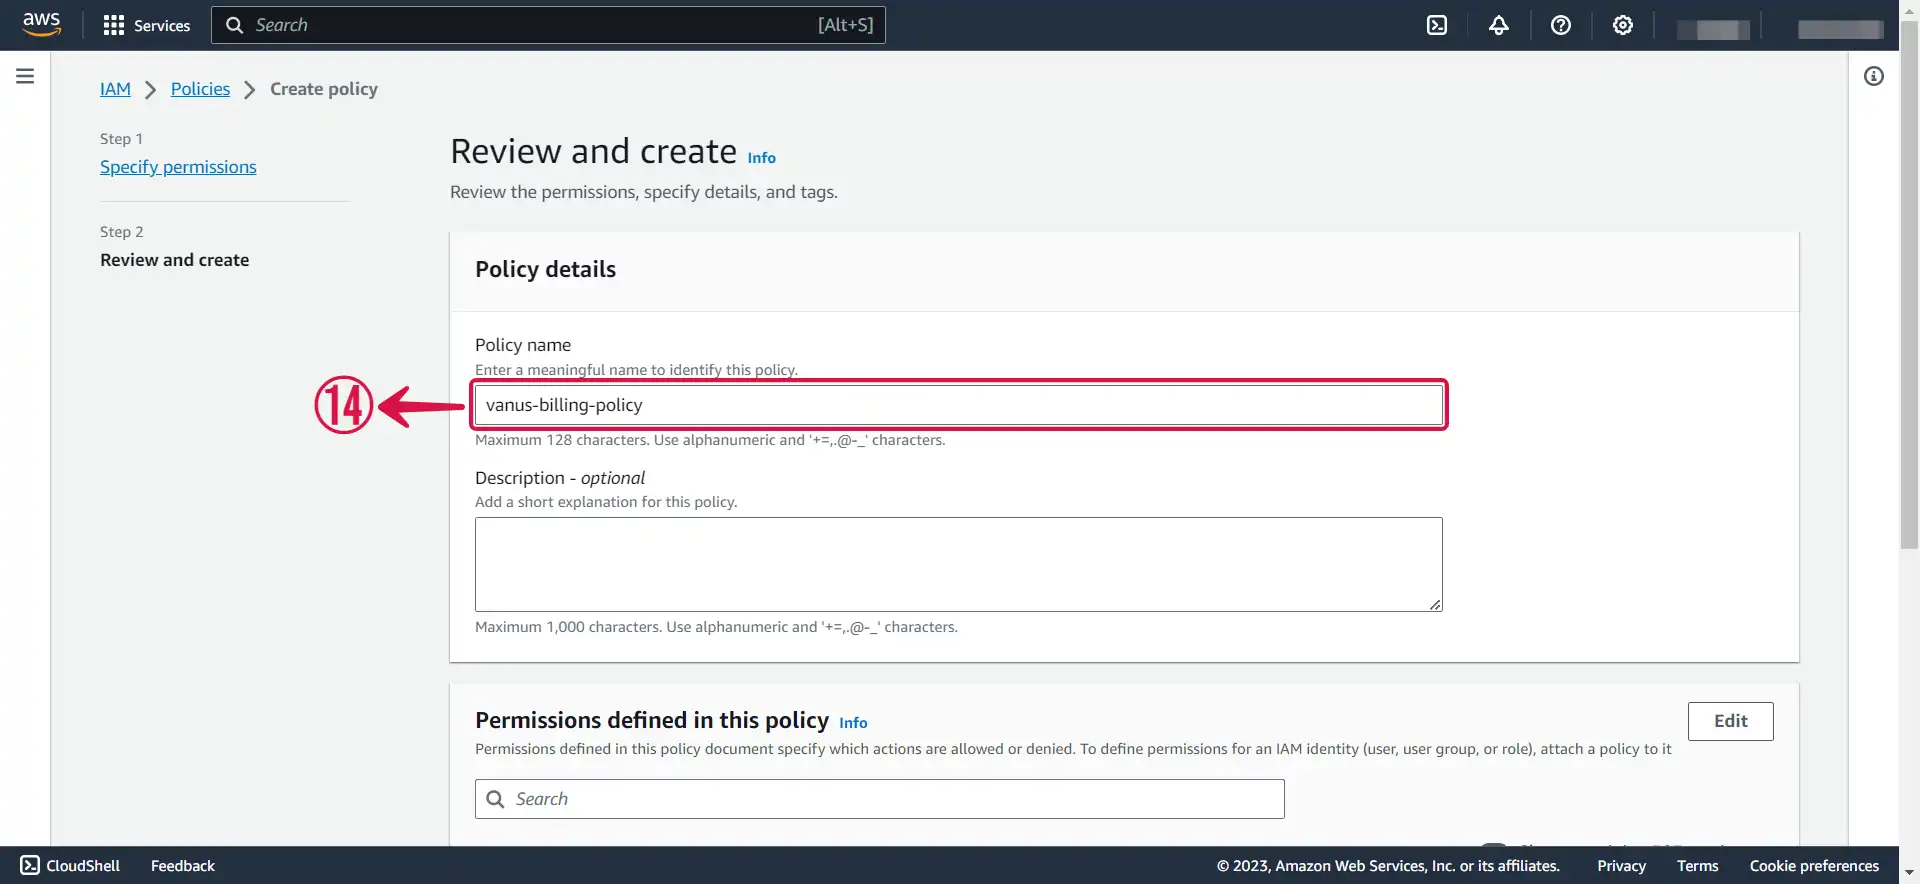 aws Services Search [Alt+S]
IAM Policies Create policy
Step 1
Specify permissions
Step 2
Review and create
Review and create Info
Review the permissions, specify details, and tags.
Policy details
Policy name
Enter a meaningful name to identify this policy.
14
vanus-billing-policy
Maximum 128 characters. Use alphanumeric and '+=,.@-_' characters.
Description - optional
Add a short explanation for this policy.
Maximum 1,000 characters. Use alphanumeric and '+=,.@-_' characters.
Permissions defined in this policy Info
Edit
Permissions defined in this policy document specify which actions are allowed or denied. To define permissions for an IAM identity (user, user group, or role), attach a policy to it
Search
CloudShell Feedback © 2023, Amazon Web Services, Inc. or its affiliates. Privacy Terms Cookie preferences